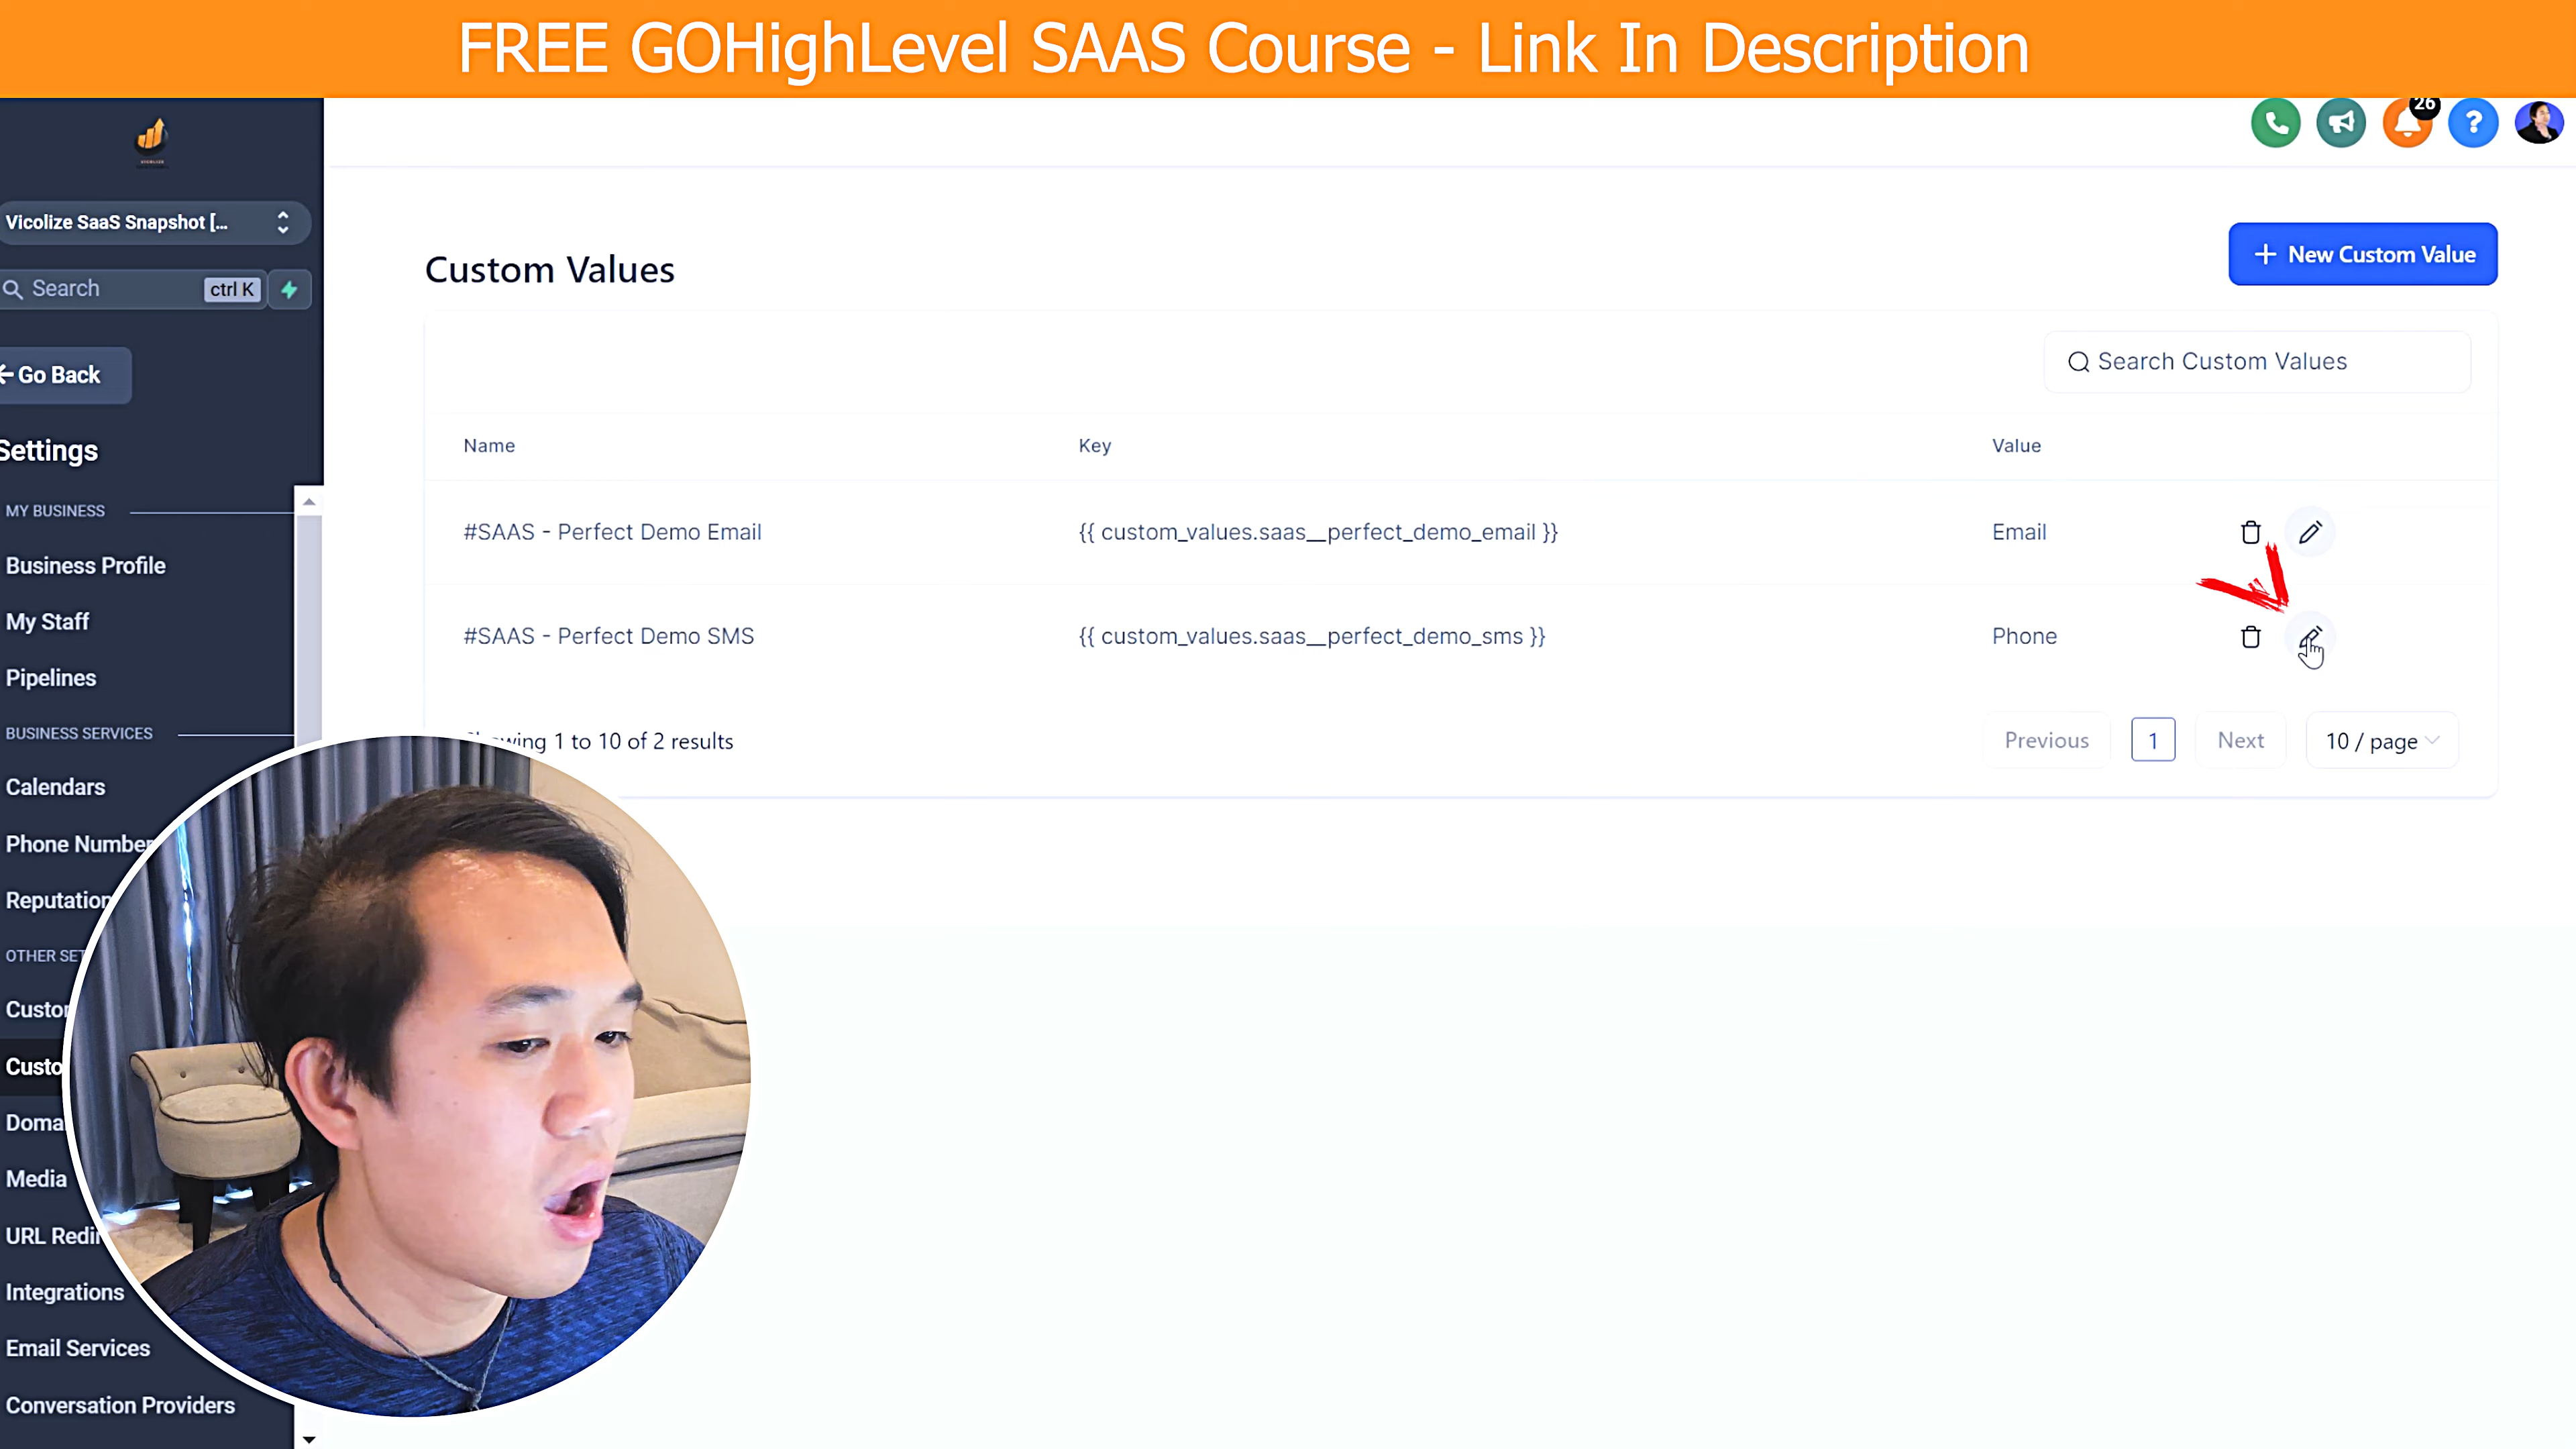 FREE GOHighLevel SAAS Course - Link In Description
26
Vicolize SaaS Snapshot [...
Search ctrl K
Go Back
Settings
MY BUSINESS
Business Profile
My Staff
Pipelines
BUSINESS SERVICES
Calendars
Phone Number
Reputation
OTHER SET
Custo
Custo
Doma
Media
URL Redi
Integrations
Email Services
Conversation Providers
Custom Values
+ New Custom Value
Search Custom Values
Name Key Value
#SAAS - Perfect Demo Email {{ custom_values.saas__perfect_demo_email }} Email
#SAAS - Perfect Demo SMS {{ custom_values.saas__perfect_demo_sms }} Phone
wing 1 to 10 of 2 results
Previous 1 Next 10 / page